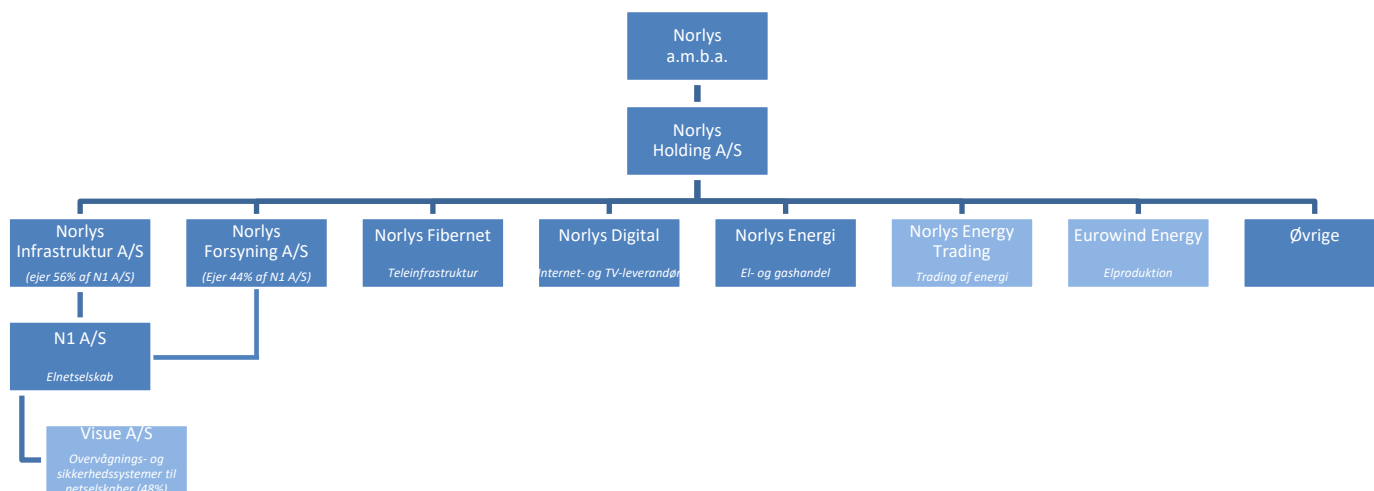 Norlys
a.m.b.a.
Norlys
Holding A/S
Norlys
Infrastruktur A/S
(ejer 56% af N1 A/S)
Norlys
Forsyning A/S
(Ejer 44% af N1 A/S)
Norlys Fibernet
Teleinfrastruktur
Norlys Digital
Internet- og TV-leverandør
Norlys Energi
El- og gashandel
Norlys Energy
Trading
Trading af energi
Eurowind Energy
Elproduktion
Øvrige
N1 A/S
Elnetselskab
Visue A/S
Overvågnings- og
sikkerhedssystemer til
netselskaber (48%)